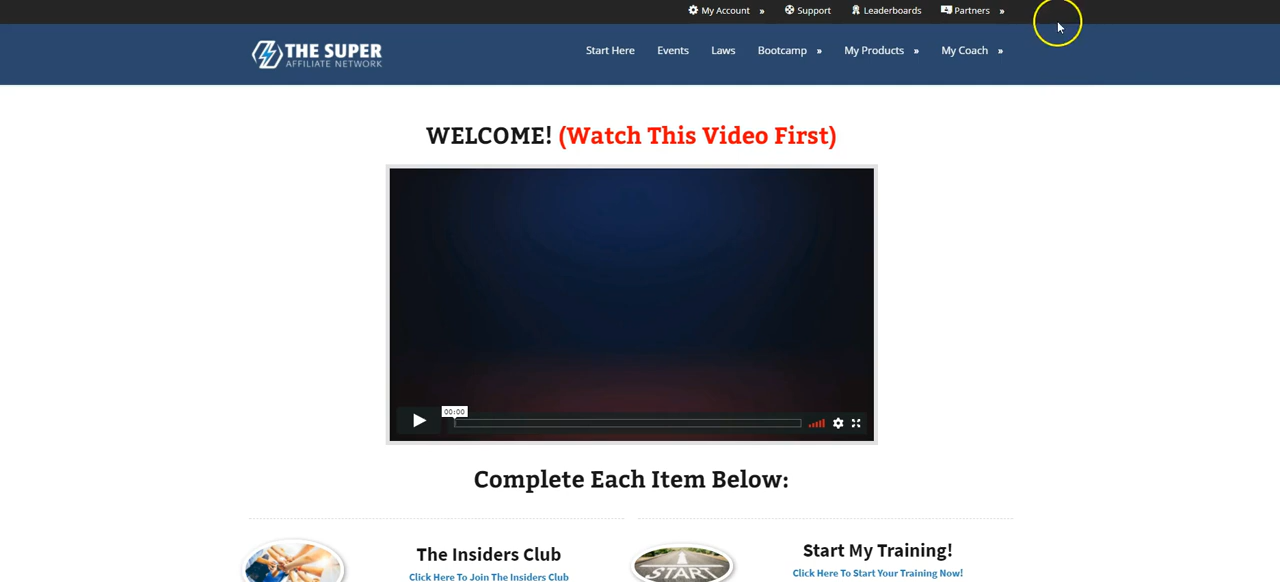 My Account » Support Leaderboards Partners »
THE SUPER
AFFILIATE NETWORK
Start Here Events Laws Bootcamp » My Products » My Coach »
WELCOME! (Watch This Video First)
00:00
Complete Each Item Below:
The Insiders Club
Click Here To Join The Insiders Club
START
Start My Training!
Click Here To Start Your Training Now!